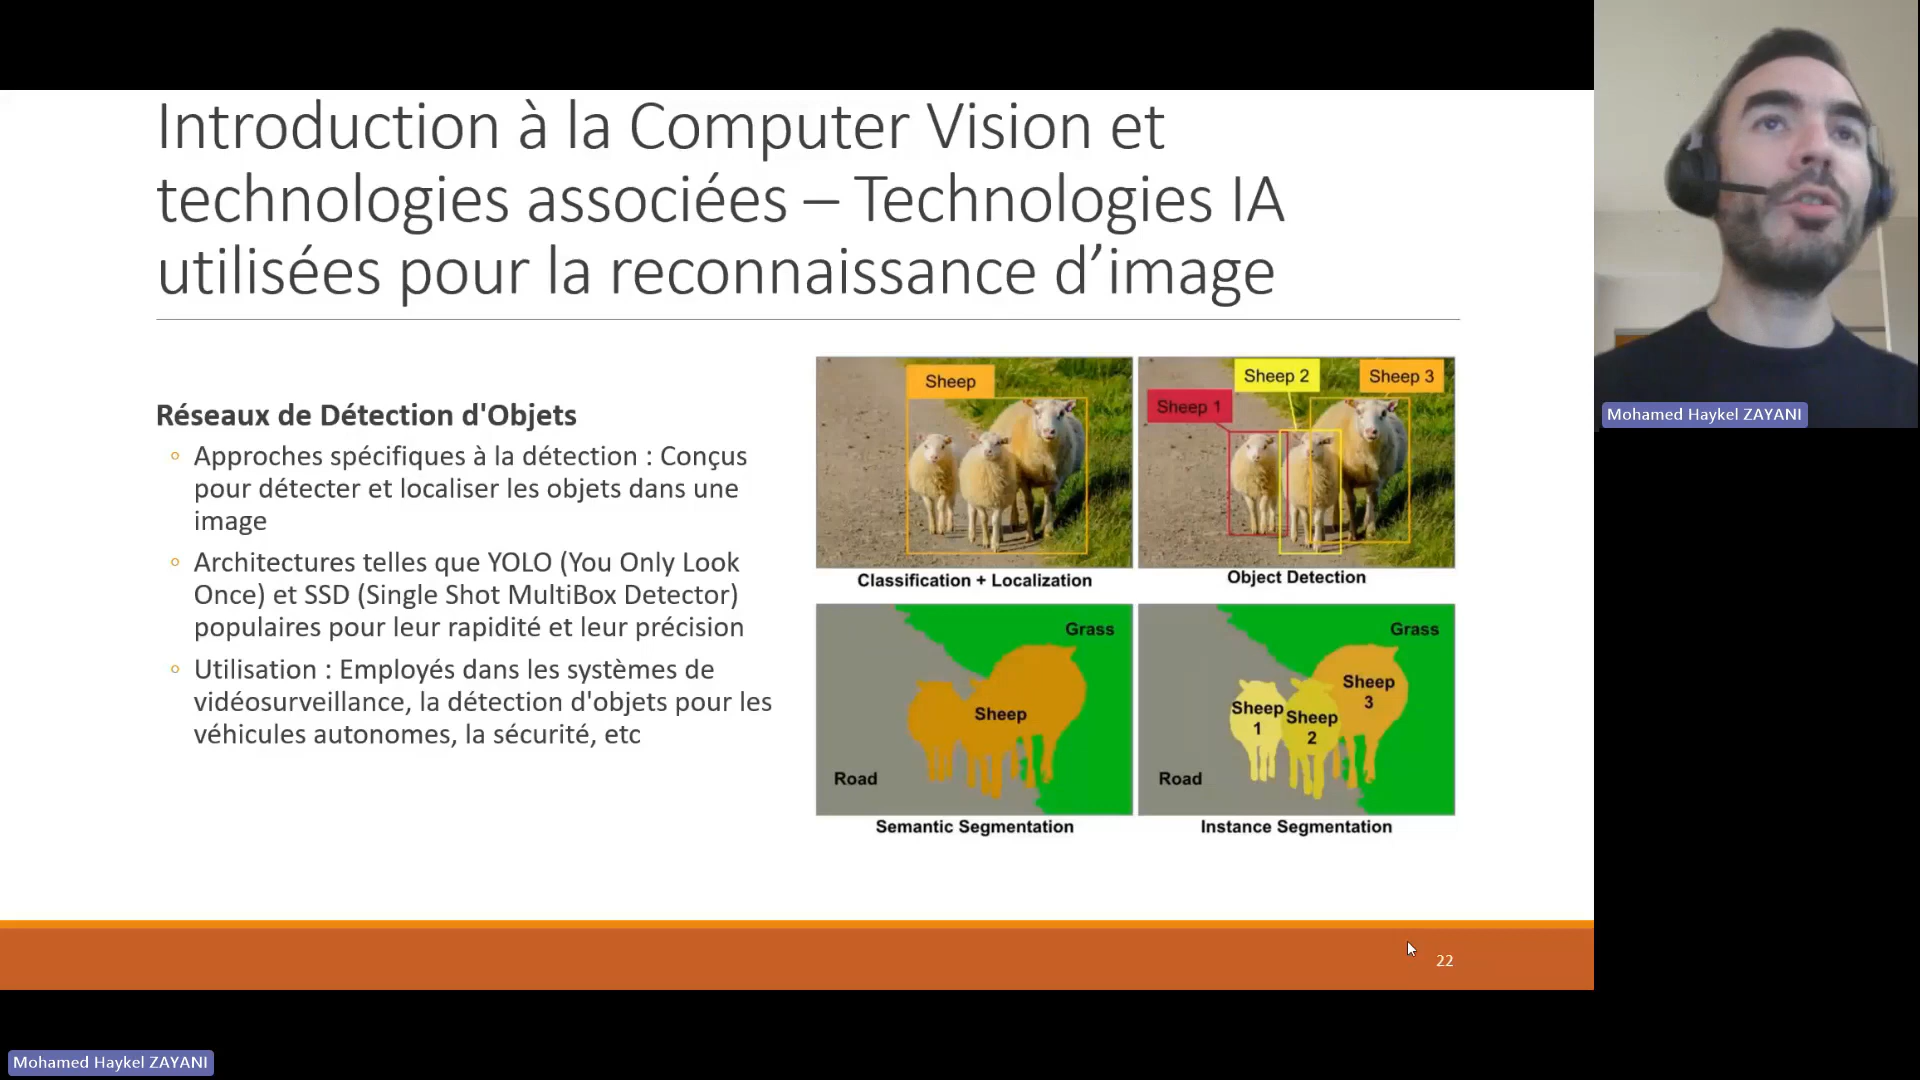 Introduction à la Computer Vision et
technologies associées – Technologies IA
utilisées pour la reconnaissance d’image
Réseaux de Détection d'Objets
Approches spécifiques à la détection : Conçus
pour détecter et localiser les objets dans une
image
Architectures telles que YOLO (You Only Look
Once) et SSD (Single Shot MultiBox Detector)
populaires pour leur rapidité et leur précision
Utilisation : Employés dans les systèmes de
vidéosurveillance, la détection d'objets pour les
véhicules autonomes, la sécurité, etc
Sheep
Classification + Localization
Sheep 1
Sheep 2
Sheep 3
Object Detection
Grass
Sheep
Road
Semantic Segmentation
Grass
Sheep
1
Sheep
2
Sheep
3
Road
Instance Segmentation
22
Mohamed Haykel ZAYANI
Mohamed Haykel ZAYANI